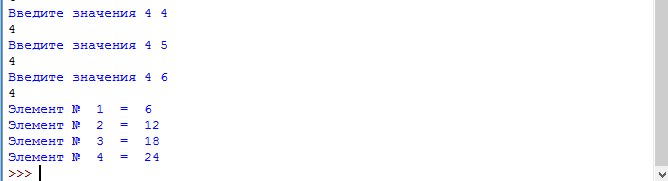 Введите значения 4 4
4
Введите значения 4 5
4
Введите значения 4 6
4
Элемент № 1 = 6
Элемент № 2 = 12
Элемент № 3 = 18
Элемент № 4 = 24
>>>